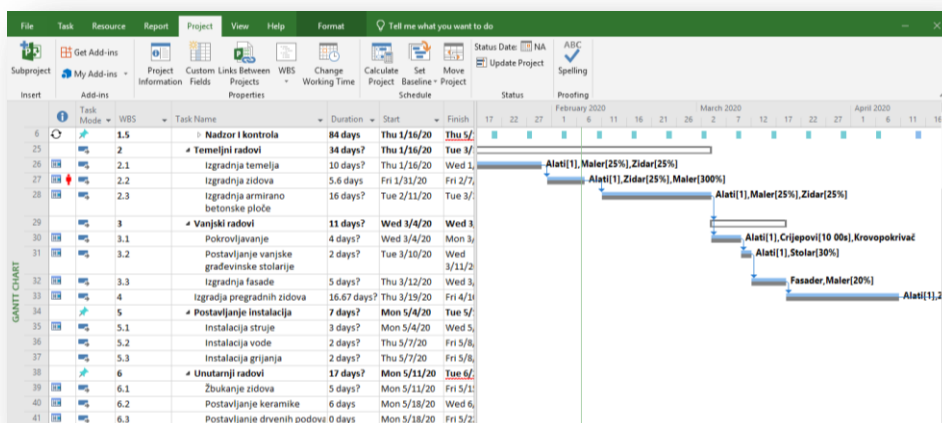 File Task Resource Report Project View Help Format Tell me what you want to do
Subproject
Get Add-ins
My Add-ins
Project Information
Custom Fields
Links Between Projects
WBS
Change Working Time
Calculate Project
Set Baseline
Move Project
Status Date: NA
Update Project
ABC
Spelling
Insert Add-ins Properties Schedule Status Proofing
Task Mode WBS Task Name Duration Start Finish
February 2020 March 2020 April 2020
17 22 27 1 6 11 16 21 26 2 7 12 17 22 27 1 6 11 16
6 1.5 Nadzor I kontrola 84 days Thu 1/16/20 Thu 5/
25 2 Temeljni radovi 34 days? Thu 1/16/20 Tue 3/
26 2.1 Izgradnja temelja 10 days? Thu 1/16/20 Wed 1, Alati[1],Maler[25%],Zidar[25%]
27 2.2 Izgradnja zidova 5.6 days Fri 1/31/20 Fri 2/7, Alati[1],Zidar[25%],Maler[300%]
28 2.3 Izgradnja armirano betonske ploče 16 days? Tue 2/11/20 Tue 3/ Alati[1],Maler[25%],Zidar[25%]
29 3 Vanjski radovi 11 days? Wed 3/4/20 Wed 3
30 3.1 Pokrovljavanje 4 days? Wed 3/4/20 Mon 3, Alati[1],Crijepovi[10 00s],Krovopokrivač
31 3.2 Postavljanje vanjske građevinske stolarije 2 days? Tue 3/10/20 Wed 3/11/2 Alati[1],Stolar[30%]
32 3.3 Izgradnja fasade 5 days? Thu 3/12/20 Wed 3, Fasader,Maler[20%]
33 4 Izgradja pregradnih zidova 16.67 days? Thu 3/19/20 Fri 4/1 Alati[1],
34 5 Postavljanje instalacija 7 days? Mon 5/4/20 Tue 5/
35 5.1 Instalacija struje 3 days? Mon 5/4/20 Wed 5,
36 5.2 Instalacija vode 2 days? Thu 5/7/20 Fri 5/8,
37 5.3 Instalacija grijanja 2 days? Thu 5/7/20 Fri 5/8,
38 6 Unutarnji radovi 17 days? Mon 5/11/20 Tue 6/
39 6.1 Žbukanje zidova 5 days? Mon 5/11/20 Fri 5/1
40 6.2 Postavljanje keramike 6 days Mon 5/18/20 Wed 6,
41 6.3 Postavljanje drvenih podova 0 days Mon 5/18/20 Fri 5/2
GANTT CHART